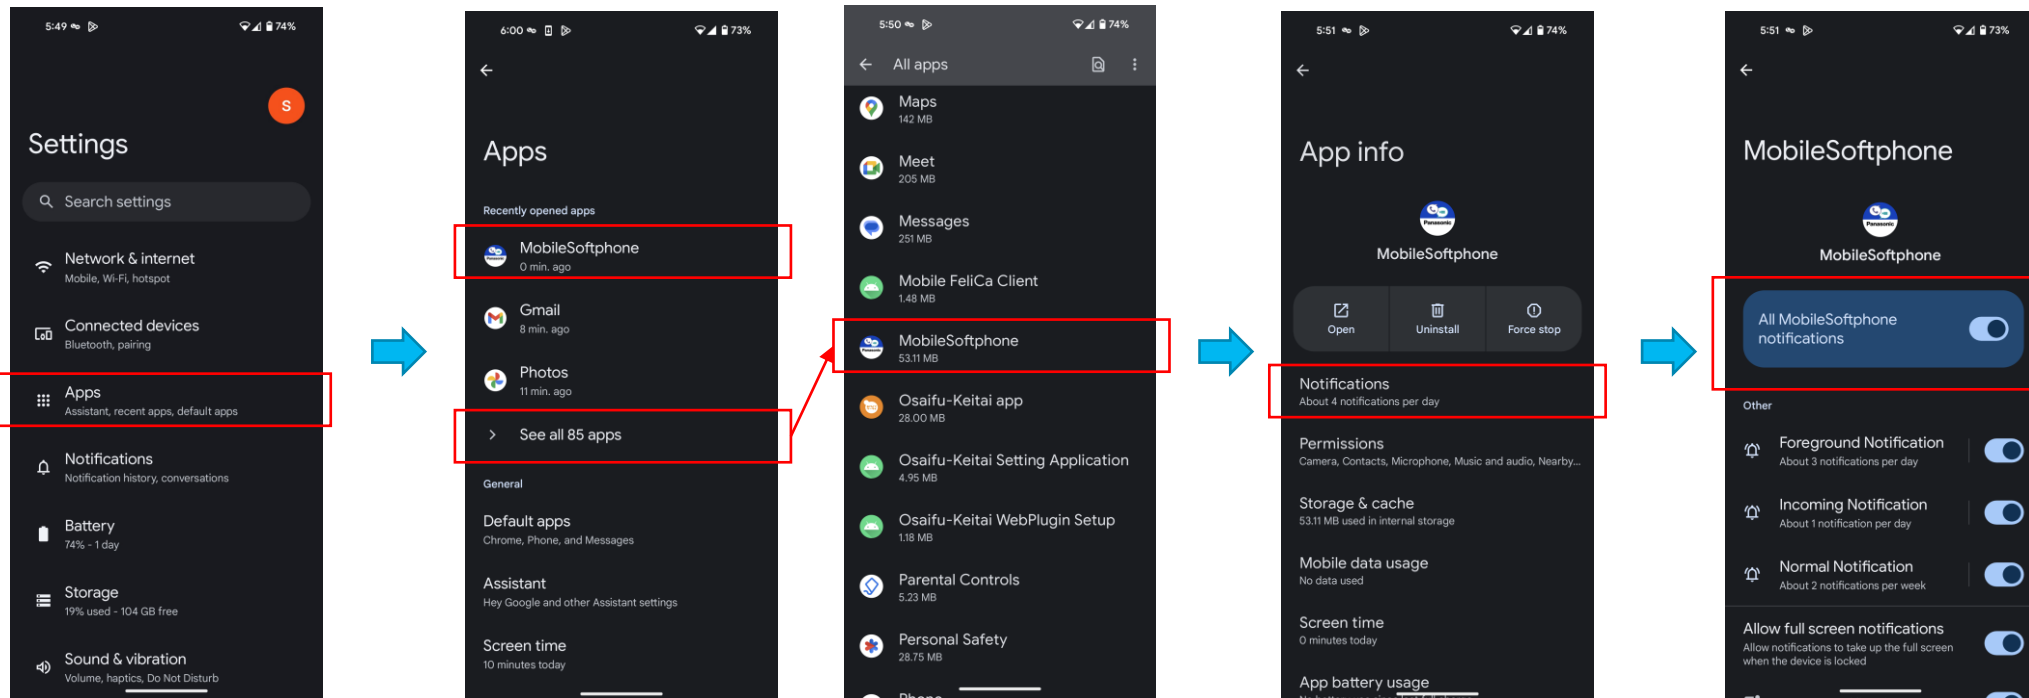 5:49
74%
S
Settings
Search settings
Network & internet
Mobile, Wi-Fi, hotspot
Connected devices
Bluetooth, pairing
Apps
Assistant, recent apps, default apps
Notifications
Notification history, conversations
Battery
74% - 1 day
Storage
19% used - 104 GB free
Sound & vibration
Volume, haptics, Do Not Disturb
6:00
73%
Apps
Recently opened apps
MobileSoftphone
0 min. ago
Gmail
8 min. ago
Photos
11 min. ago
See all 85 apps
General
Default apps
Chrome, Phone, and Messages
Assistant
Hey Google and other Assistant settings
Screen time
10 minutes today
5:50
74%
All apps
Maps
142 MB
Meet
205 MB
Messages
251 MB
Mobile FeliCa Client
1.48 MB
MobileSoftphone
53.11 MB
Osaifu-Keitai app
28.00 MB
Osaifu-Keitai Setting Application
4.95 MB
Osaifu-Keitai WebPlugin Setup
1.18 MB
Parental Controls
5.23 MB
Personal Safety
28.75 MB
5:51
74%
App info
Panasonic
MobileSoftphone
Open
Uninstall
Force stop
Notifications
About 4 notifications per day
Permissions
Camera, Contacts, Microphone, Music and audio, Nearby...
Storage & cache
53.11 MB used in internal storage
Mobile data usage
No data used
Screen time
0 minutes today
App battery usage
5:51
73%
MobileSoftphone
Panasonic
MobileSoftphone
All MobileSoftphone
notifications
Other
Foreground Notification
About 3 notifications per day
Incoming Notification
About 1 notification per day
Normal Notification
About 2 notifications per week
Allow full screen notifications
Allow notifications to take up the full screen
when the device is locked